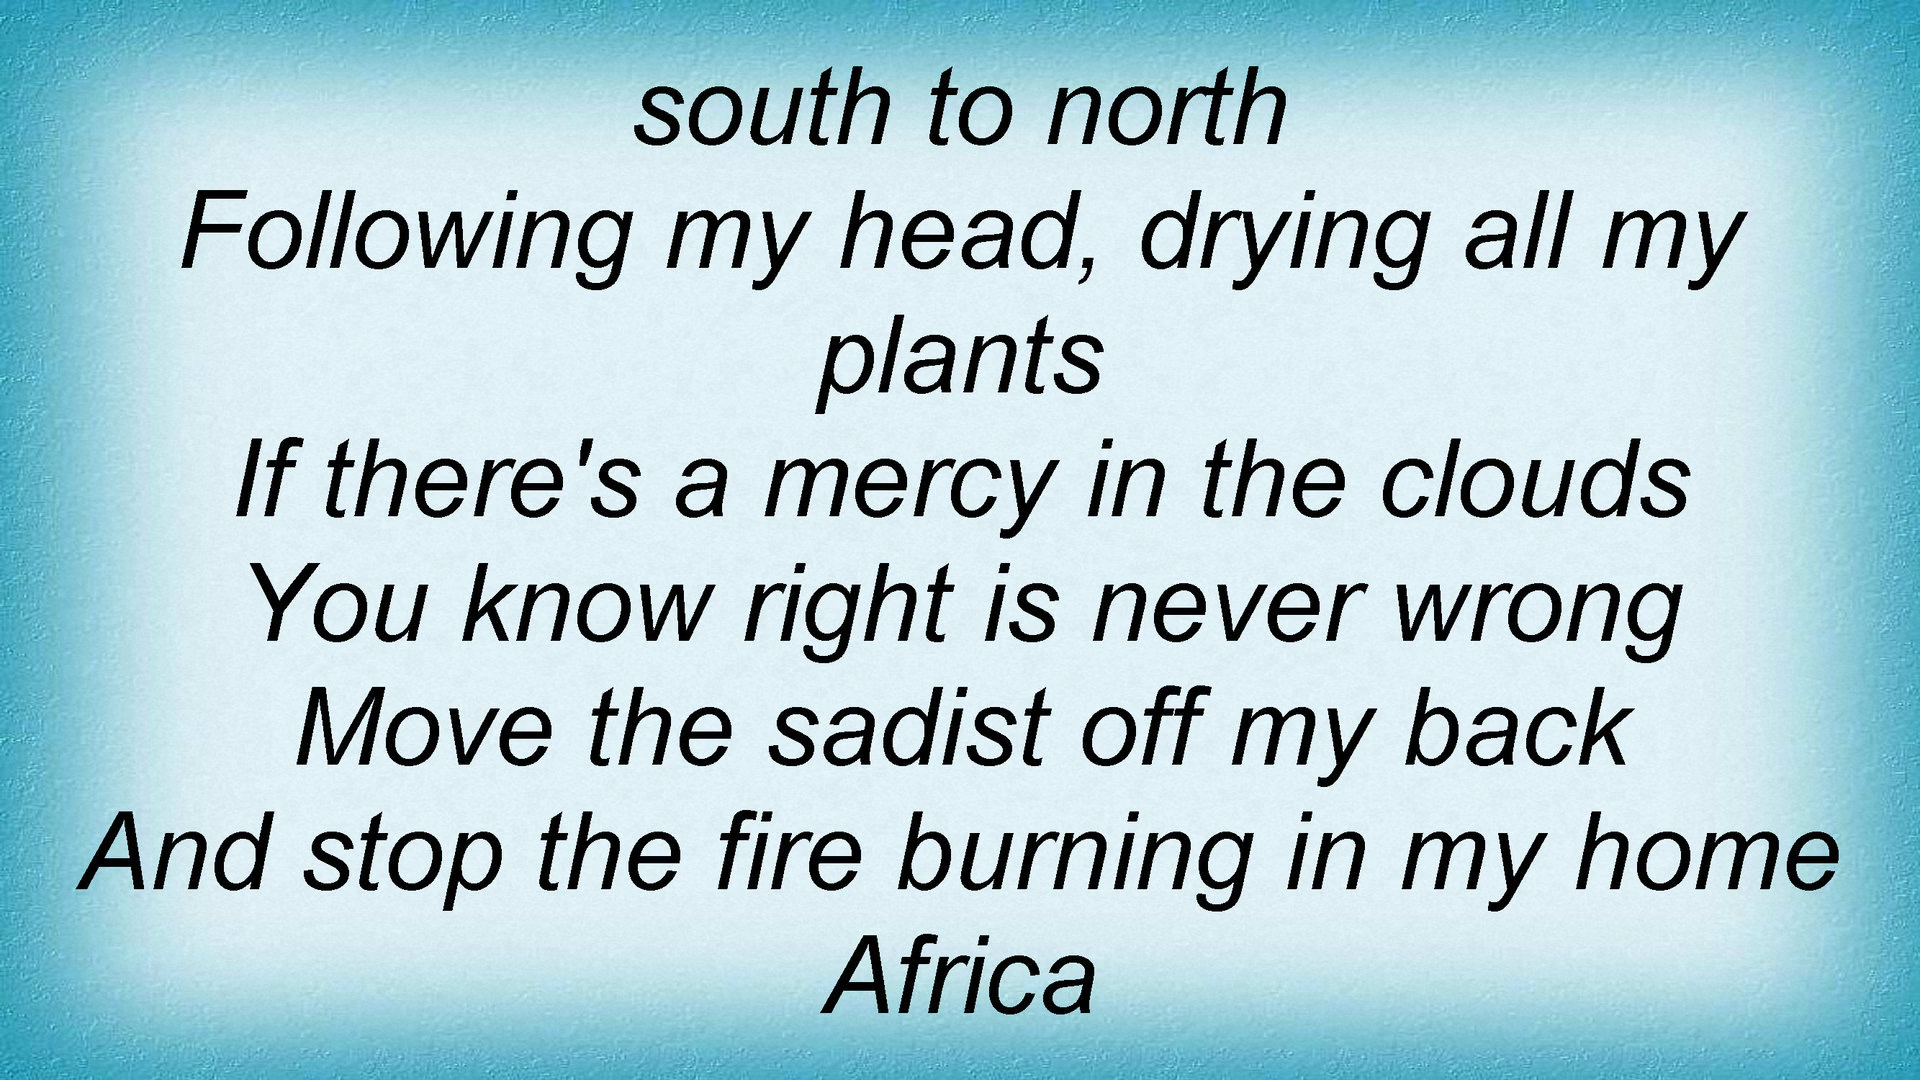 south to north
Following my head, drying all my
plants
If there's a mercy in the clouds
You know right is never wrong
Move the sadist off my back
And stop the fire burning in my home
Africa